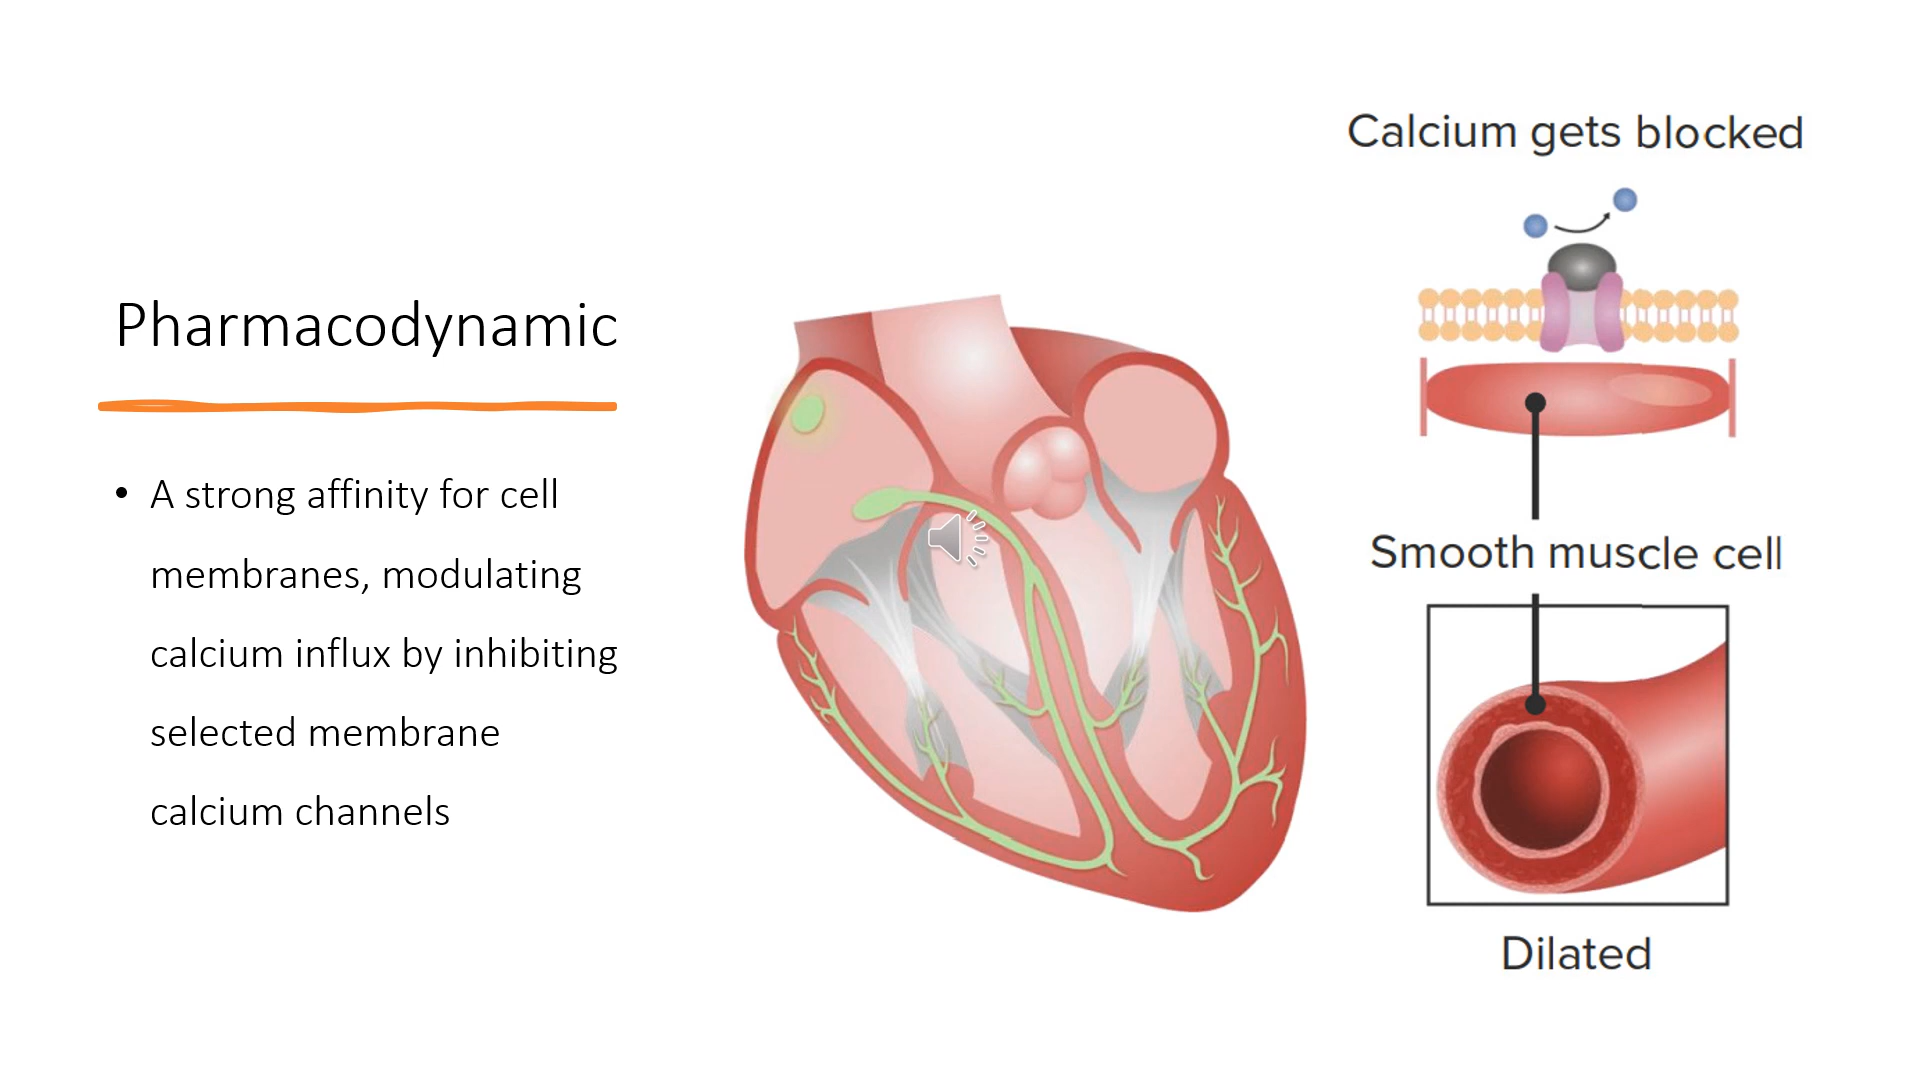 Pharmacodynamic
• A strong affinity for cell
membranes, modulating
calcium influx by inhibiting
selected membrane
calcium channels
Calcium gets blocked
Smooth muscle cell
Dilated